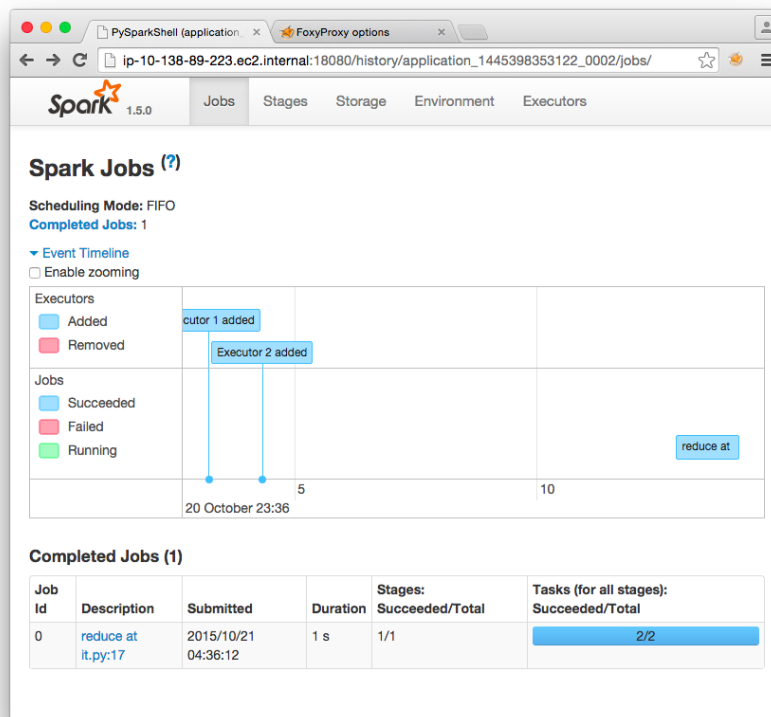 PySparkShell (application_
FoxyProxy options
ip-10-138-89-223.ec2.internal:18080/history/application_1445398353122_0002/jobs/
Spark 1.5.0
Jobs Stages Storage Environment Executors
Spark Jobs (?)
Scheduling Mode: FIFO
Completed Jobs: 1
Event Timeline
Enable zooming
Executors
Added
Removed
cutor 1 added
Executor 2 added
Jobs
Succeeded
Failed
Running
reduce at
5 10
20 October 23:36
Completed Jobs (1)
Job Id
Description
Submitted
Duration
Stages: Succeeded/Total
Tasks (for all stages): Succeeded/Total
0
reduce at
it.py:17
2015/10/21
04:36:12
1 s
1/1
2/2